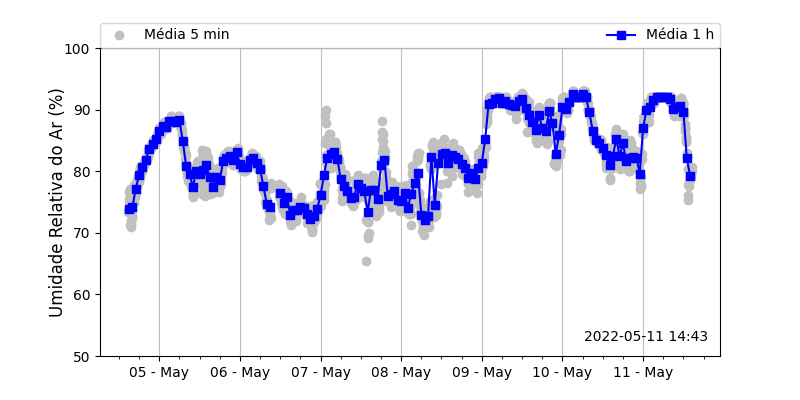 Média 5 min
Média 1 h
Umidade Relativa do Ar (%)
100
90
80
70
60
50
2022-05-11 14:43
05 - May
06 - May
07 - May
08 - May
09 - May
10 - May
11 - May